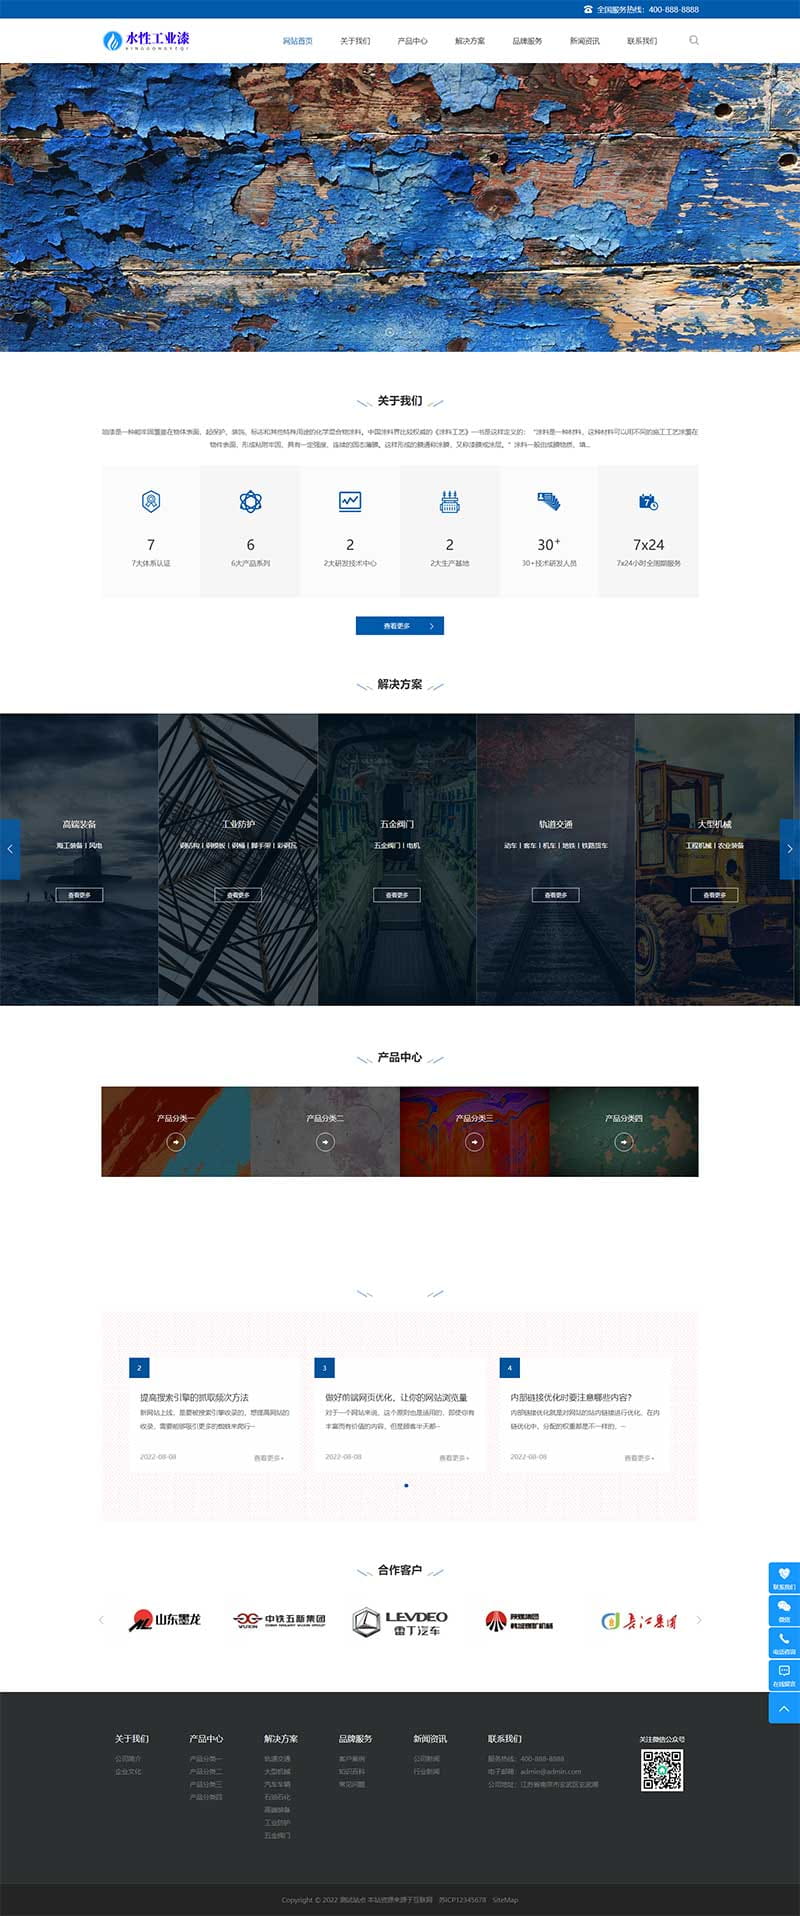 全国服务热线：400-888-8888
水性工业漆
网站首页 关于我们 产品中心 解决方案 品牌服务 新闻资讯 联系我们
关于我们
油漆是一种能牢固覆盖在物体表面，起保护、装饰、标志和其他特殊用途的化学混合物涂料。中国涂料界比较权威的《涂料工艺》一书是这样定义的：“涂料是一种材料，这种材料可以用不同的施工工艺涂覆在
物件表面，形成粘附牢固、具有一定强度、连续的固态薄膜。这样形成的膜通称涂膜，又称漆膜或涂层。”涂料一般由成膜物质、填...
7 6 2 2 30+ 7x24
7大体系认证 6大产品系列 2大研发技术中心 2大生产基地 30+技术研发人员 7x24小时全周期服务
查看更多
解决方案
高端装备 工业防护 五金阀门 轨道交通 大型机械
海工装备 | 风电 钢结构 | 钢模板 | 钢桶 | 脚手架 | 彩钢瓦 五金阀门 | 电机 动车 | 客车 | 机车 | 地铁 | 铁路货车 工程机械 | 农业装备
查看更多 查看更多 查看更多 查看更多 查看更多
产品中心
产品分类一 产品分类二 产品分类三 产品分类四
2 3 4
提高搜索引擎的抓取频次方法 做好前端网页优化，让你的网站浏览量 内部链接优化时要注意哪些内容?
新网站上线，是要被搜索引擎收录的，想提高网站的 对于一个网站来说，这个原则也是适用的，即使你有 内部链接优化就是对网站的站内链接进行优化，在内
收录，需要能够吸引更多的蜘蛛来爬行··· 丰富而有价值的内容，但是顾客半天都··· 链优化中，分配的权重都是不一样的，···
2022-08-08 查看更多+ 2022-08-08 查看更多+ 2022-08-08 查看更多+
合作客户
山东墨龙 中铁五新集团 LEVDEO 雷丁汽车 长江集团
联系我们
微信
电话咨询
在线留言
关于我们 产品中心 解决方案 品牌服务 新闻资讯 联系我们 关注微信公众号
公司简介 产品分类一 轨道交通 客户案例 公司新闻 服务热线：400-888-8888
企业文化 产品分类二 大型机械 知识百科 行业新闻 电子邮箱：admin@admin.com
产品分类三 汽车车辆 常见问题 公司地址：江苏省南京市玄武区玄武湖
产品分类四 石油石化
高端装备
工业防护
五金阀门
Copyright © 2022 测试站点 本站资源来源于互联网 苏ICP12345678 SiteMap